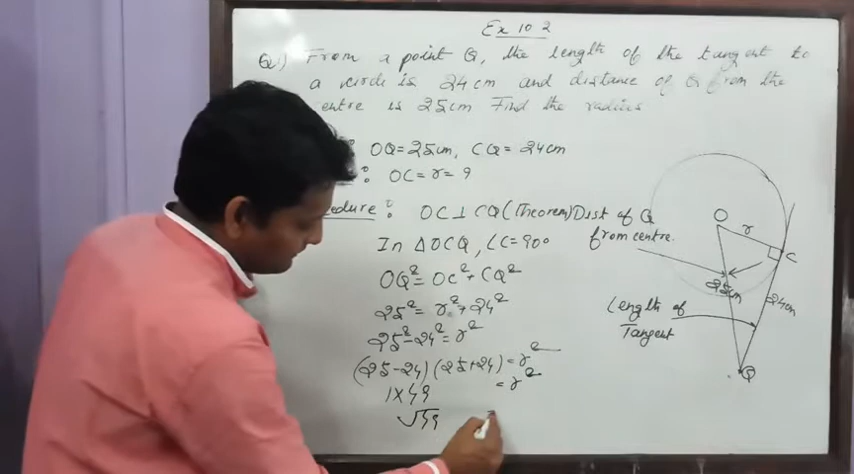 Ex 10.2
Q1) From a point Q, the length of the tangent to
a circle is 24cm and distance of Q from the
entre is 25cm Find the radius
: OQ=25cm, CQ=24cm
: OC=r=?
cedure : OC⊥CQ (Theorem)
In △OCQ, ∠C=90°
OQ²=OC²+CQ²
25²=r²+24²
25²-24²=r²
(25-24)(25+24)=r²
1×49 =r²
√49
Dist of Q
from centre.
Length of
Tangent
O
r
C
25cm
24cm
Q